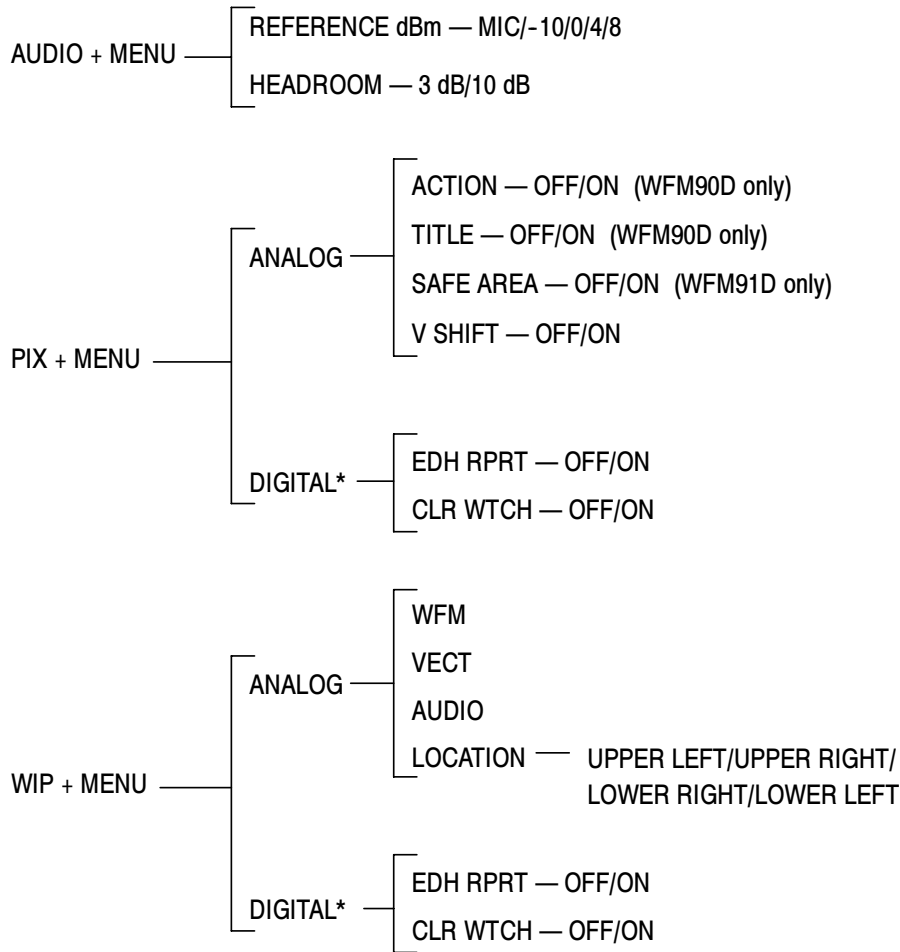 AUDIO + MENU
REFERENCE dBm — MIC/-10/0/4/8
HEADROOM — 3 dB/10 dB
PIX + MENU
ANALOG
ACTION — OFF/ON (WFM90D only)
TITLE — OFF/ON (WFM90D only)
SAFE AREA — OFF/ON (WFM91D only)
V SHIFT — OFF/ON
DIGITAL*
EDH RPRT — OFF/ON
CLR WTCH — OFF/ON
WIP + MENU
ANALOG
WFM
VECT
AUDIO
LOCATION — UPPER LEFT/UPPER RIGHT/
LOWER RIGHT/LOWER LEFT
DIGITAL*
EDH RPRT — OFF/ON
CLR WTCH — OFF/ON